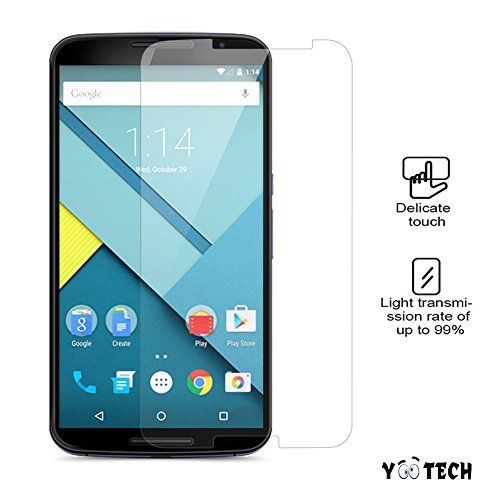 1:14
Google
1:14
Wed, October 29
Google
Create
Play
Play Store
Delicate
touch
Light transmi-
ssion rate of
up to 99%
YOOTECH